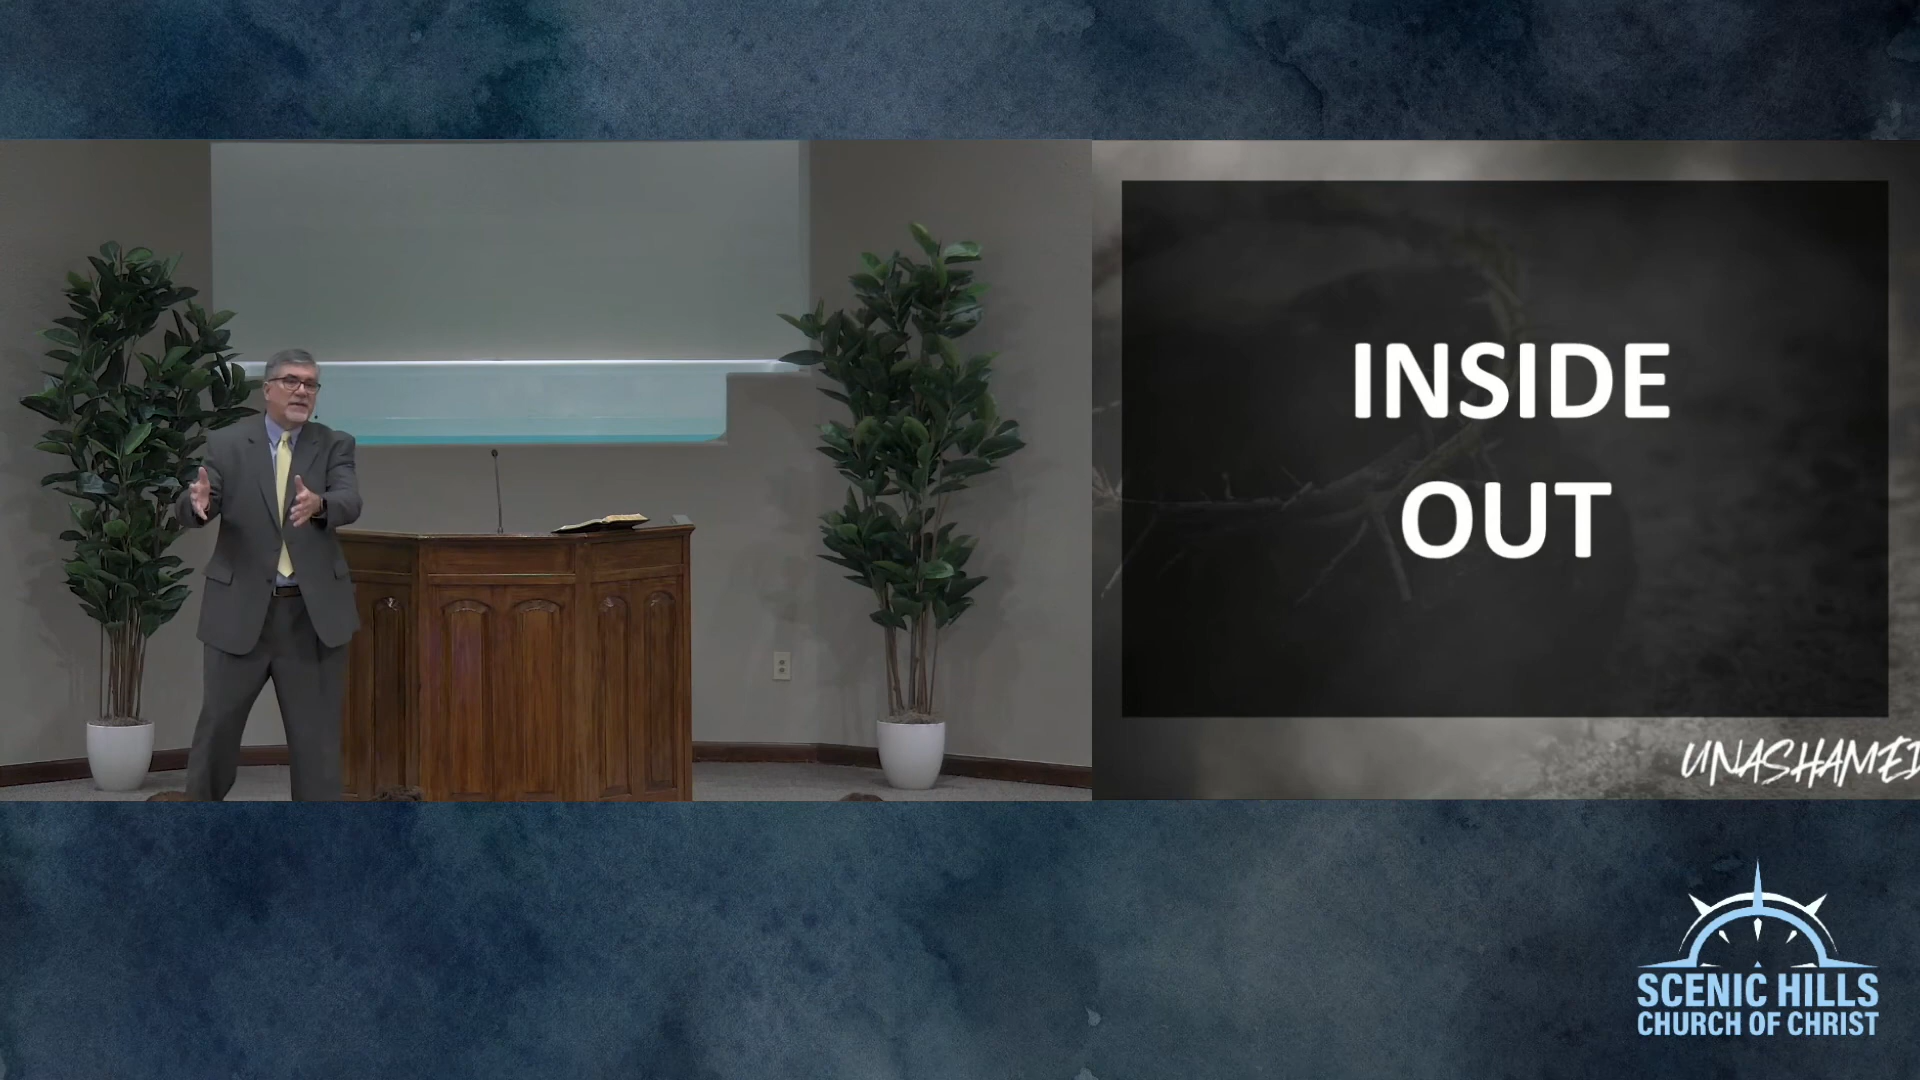 INSIDE
OUT
UNASHAMED
SCENIC HILLS
CHURCH OF CHRIST